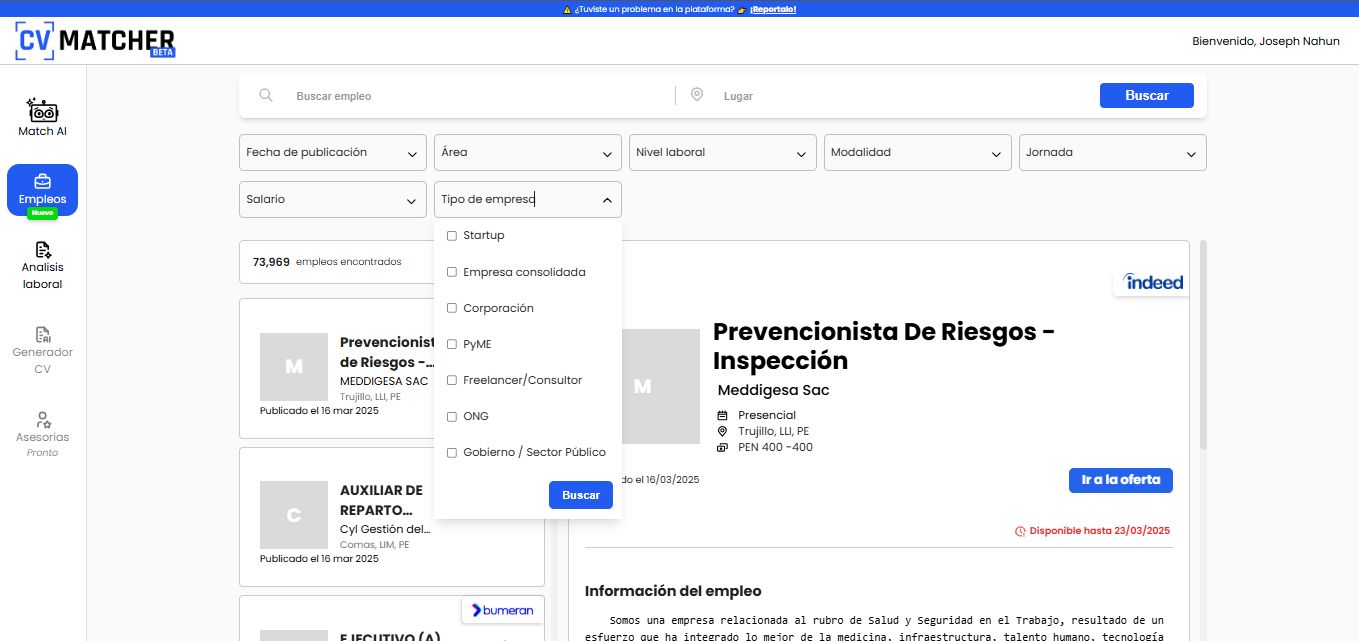 ⚠ ¿Tuviste un problema en la plataforma? 👉 ¡Reportalo!
CV MATCHER
BETA
Bienvenido, Joseph Nahun
Match AI
Empleos
Nuevo
Analisis
laboral
Generador
CV
Asesorias
Pronto
Buscar empleo
Lugar
Buscar
Fecha de publicación
Área
Nivel laboral
Modalidad
Jornada
Salario
Tipo de empresa
Startup
Empresa consolidada
Corporación
PyME
Freelancer/Consultor
ONG
Gobierno / Sector Público
Buscar
73,969 empleos encontrados
M
Prevencionist
de Riesgos -...
MEDDIGESA SAC
Trujillo, LLI, PE
Publicado el 16 mar 2025
C
AUXILIAR DE
REPARTO...
Cyl Gestión del...
Comas, LIM, PE
Publicado el 16 mar 2025
bumeran
EJECUTIVO (A)
indeed
M
Prevencionista De Riesgos -
Inspección
Meddigesa Sac
Presencial
Trujillo, LLI, PE
PEN 400 -400
do el 16/03/2025
Ir a la oferta
Disponible hasta 23/03/2025
Información del empleo
Somos una empresa relacionada al rubro de Salud y Seguridad en el Trabajo, resultado de un
esfuerzo que ha integrado lo mejor de la medicina, infraestructura, talento humano, tecnología